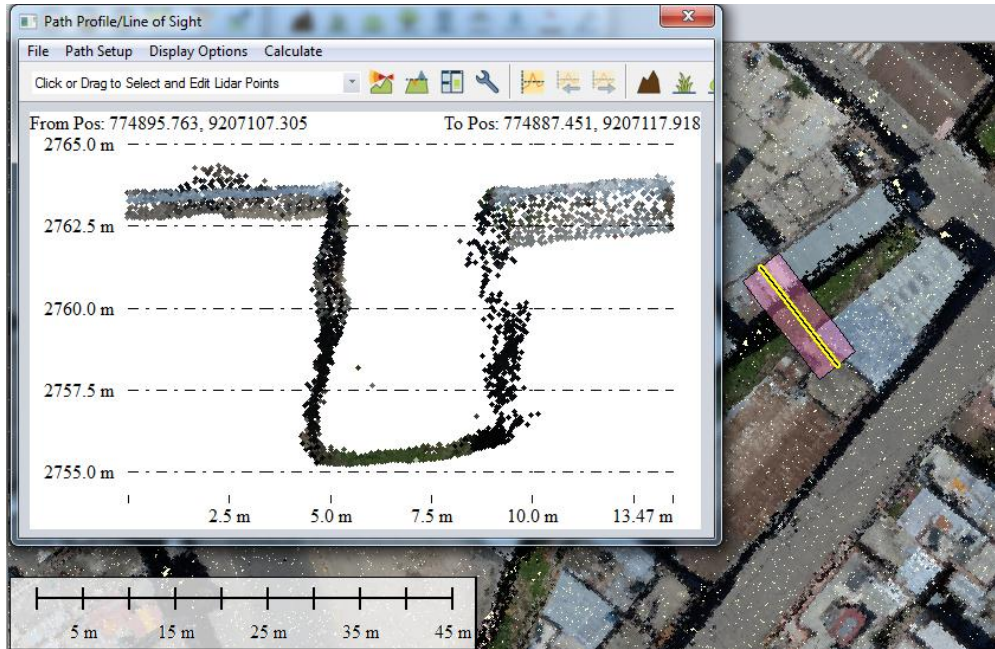 Path Profile/Line of Sight
File Path Setup Display Options Calculate
Click or Drag to Select and Edit Lidar Points
From Pos: 774895.763, 9207107.305 To Pos: 774887.451, 9207117.918
2765.0 m
2762.5 m
2760.0 m
2757.5 m
2755.0 m
2.5 m 5.0 m 7.5 m 10.0 m 13.47 m
5 m 15 m 25 m 35 m 45 m